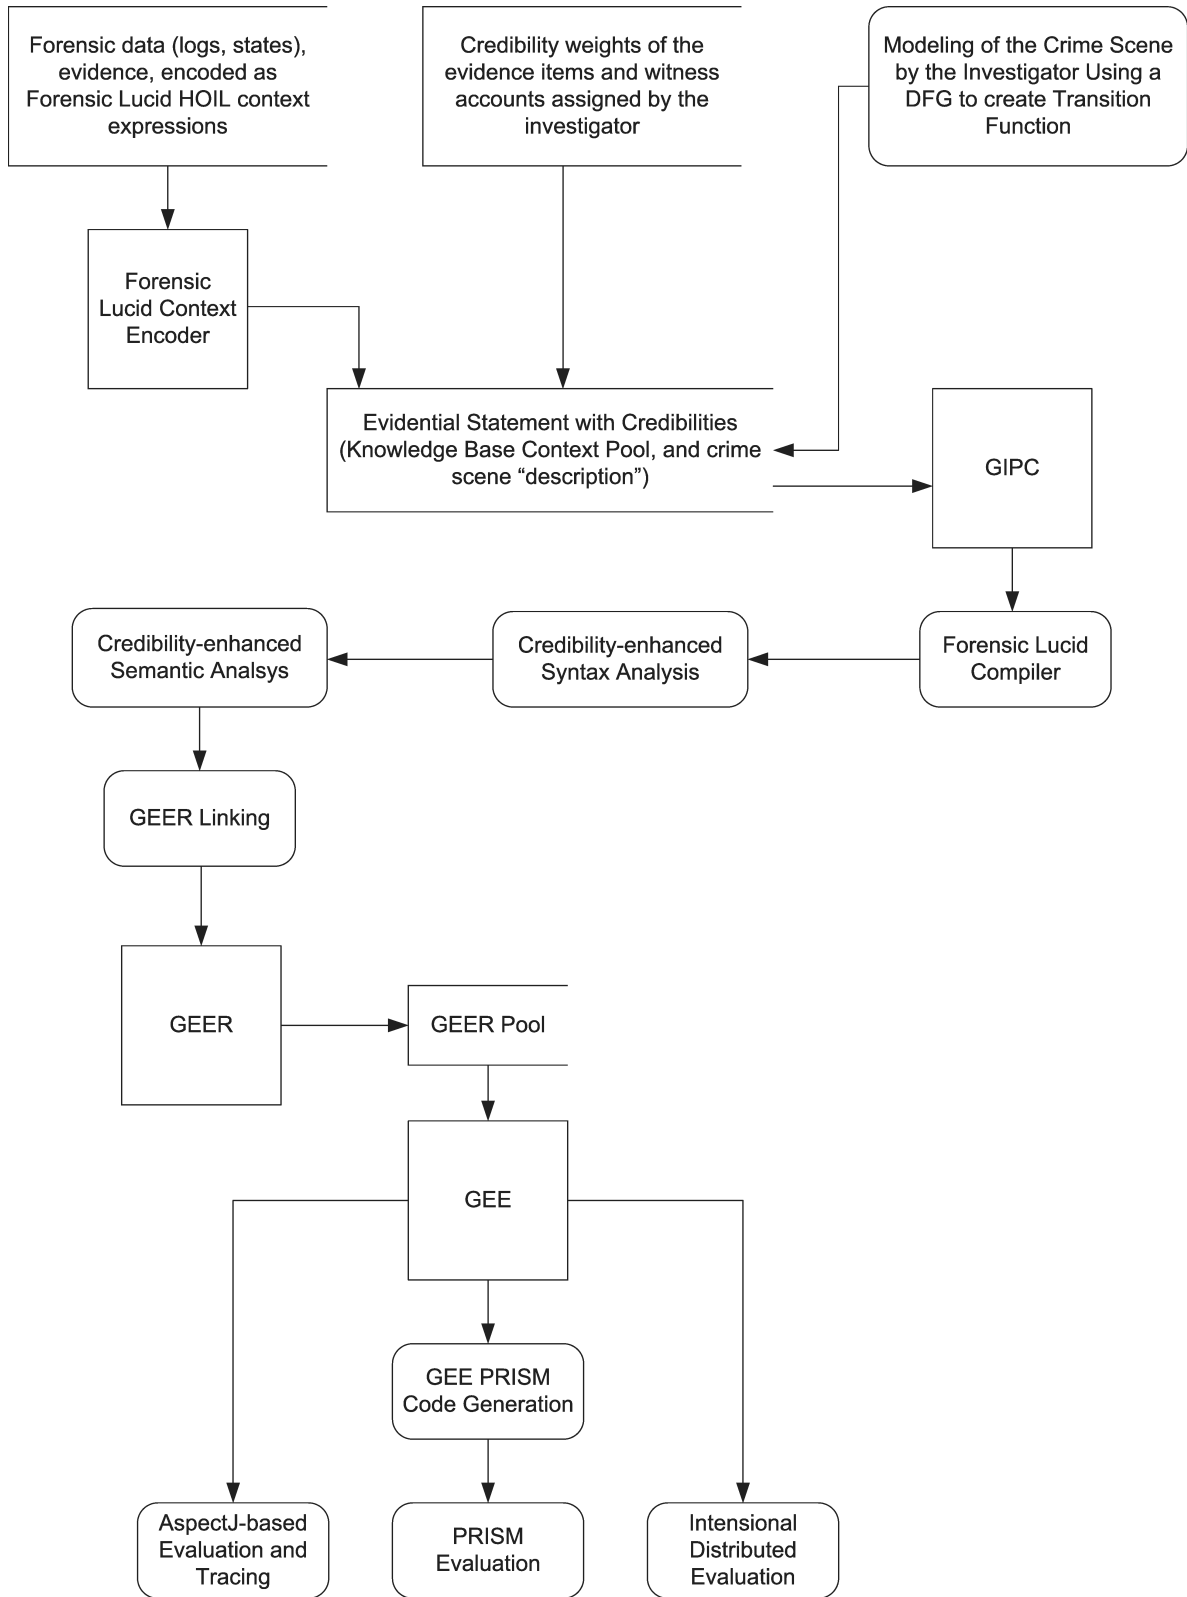 Forensic data (logs, states),
evidence, encoded as
Forensic Lucid HOIL context
expressions
Credibility weights of the
evidence items and witness
accounts assigned by the
investigator
Modeling of the Crime Scene
by the Investigator Using a
DFG to create Transition
Function
Forensic
Lucid Context
Encoder
Evidential Statement with Credibilities
(Knowledge Base Context Pool, and crime
scene “description”)
GIPC
Credibility-enhanced
Semantic Analsys
Credibility-enhanced
Syntax Analysis
Forensic Lucid
Compiler
GEER Linking
GEER
GEER Pool
GEE
GEE PRISM
Code Generation
AspectJ-based
Evaluation and
Tracing
PRISM
Evaluation
Intensional
Distributed
Evaluation